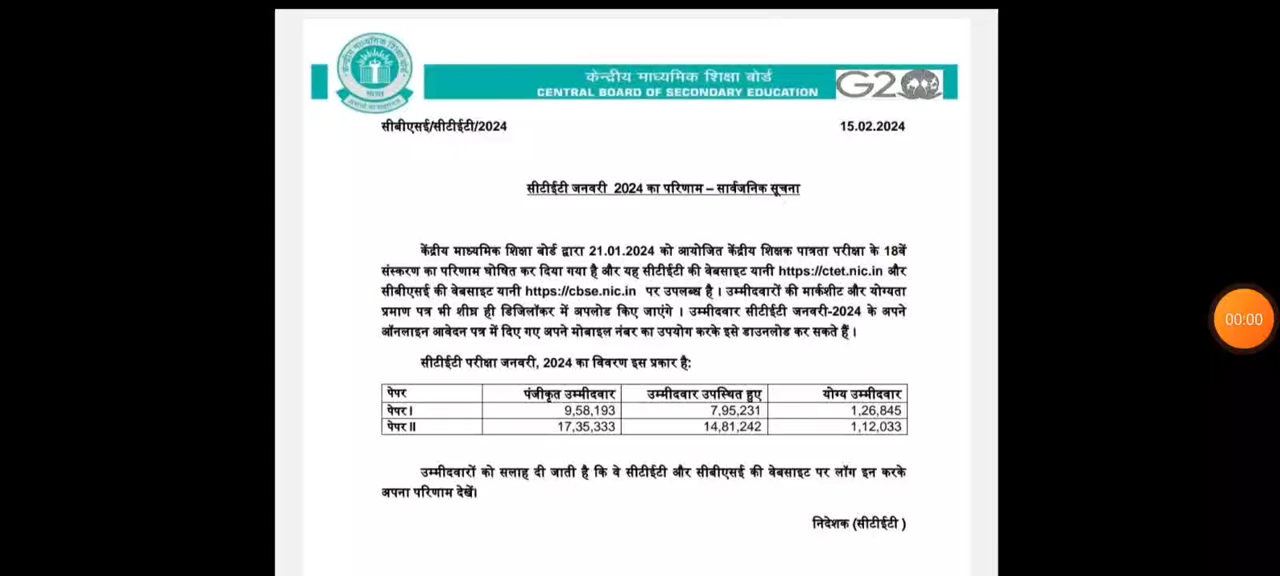 केन्द्रीय माध्यमिक शिक्षा बोर्ड
भारत
केन्द्रीय माध्यमिक शिक्षा बोर्ड
CENTRAL BOARD OF SECONDARY EDUCATION
G20
सीबीएसई/सीटीईटी/2024 15.02.2024
सीटीईटी जनवरी 2024 का परिणाम – सार्वजनिक सूचना
केंद्रीय माध्यमिक शिक्षा बोर्ड द्वारा 21.01.2024 को आयोजित केंद्रीय शिक्षक पात्रता परीक्षा के 18वें
संस्करण का परिणाम घोषित कर दिया गया है और यह सीटीईटी की वेबसाइट यानी https://ctet.nic.in और
सीबीएसई की वेबसाइट यानी https://cbse.nic.in पर उपलब्ध है । उम्मीदवारों की मार्कशीट और योग्यता
प्रमाण पत्र भी शीघ्र ही डिजिलॉकर में अपलोड किए जाएंगे । उम्मीदवार सीटीईटी जनवरी-2024 के अपने
ऑनलाइन आवेदन पत्र में दिए गए अपने मोबाइल नंबर का उपयोग करके इसे डाउनलोड कर सकते हैं ।
सीटीईटी परीक्षा जनवरी, 2024 का विवरण इस प्रकार है:
पेपर पंजीकृत उम्मीदवार उम्मीदवार उपस्थित हुए योग्य उम्मीदवार
पेपर I 9,58,193 7,95,231 1,26,845
पेपर II 17,35,333 14,81,242 1,12,033
उम्मीदवारों को सलाह दी जाती है कि वे सीटीईटी और सीबीएसई की वेबसाइट पर लॉग इन करके
अपना परिणाम देखें।
निदेशक (सीटीईटी )
00:00